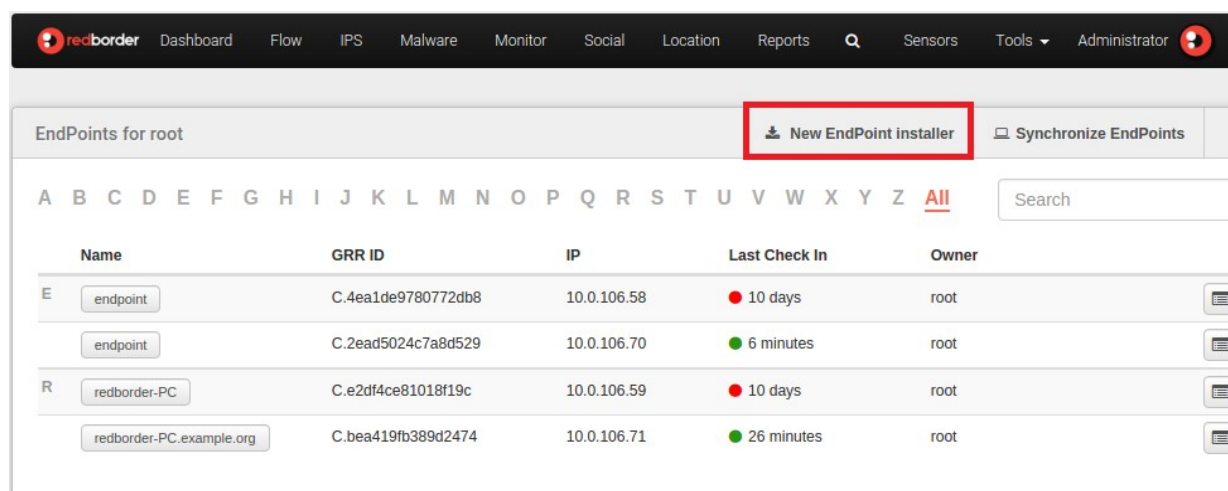 redborder Dashboard Flow IPS Malware Monitor Social Location Reports Sensors Tools Administrator
EndPoints for root New EndPoint installer Synchronize EndPoints
A B C D E F G H I J K L M N O P Q R S T U V W X Y Z All Search
Name GRR ID IP Last Check In Owner
E endpoint C.4ea1de9780772db8 10.0.106.58 10 days root
endpoint C.2ead5024c7a8d529 10.0.106.70 6 minutes root
R redborder-PC C.e2df4ce81018f19c 10.0.106.59 10 days root
redborder-PC.example.org C.bea419fb389d2474 10.0.106.71 26 minutes root